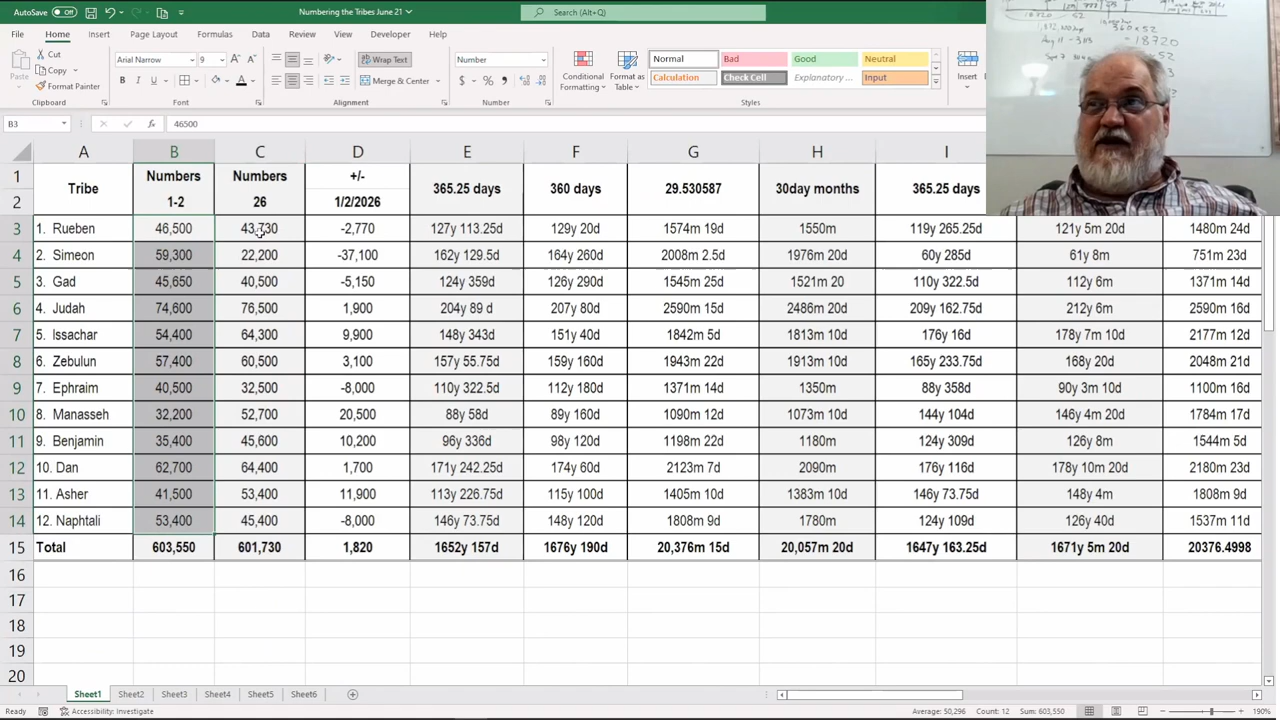 AutoSave Off Numbering the Tribes June 21 Search (Alt+Q)
File Home Insert Page Layout Formulas Data Review View Developer
Cut
Copy
Format Painter
Paste
Clipboard
Arial Narrow 9
B I U
Font
Wrap Text
Merge & Center
Alignment
Number
$ % 9
Number
Conditional Formatting
Format as Table
Normal Bad Good Neutral
Calculation Check Cell Explanatory ... Input
Styles
Insert
B3 fx 46500
A B C D E F G H I
1 Tribe Numbers Numbers +/- 365.25 days 360 days 29.530587 30day months 365.25 days
2 1-2 26 1/2/2026
3 1. Rueben 46,500 43,730 -2,770 127y 113.25d 129y 20d 1574m 19d 1550m 119y 265.25d 121y 5m 20d 1480m 24d
4 2. Simeon 59,300 22,200 -37,100 162y 129.5d 164y 260d 2008m 2.5d 1976m 20d 60y 285d 61y 8m 751m 23d
5 3. Gad 45,650 40,500 -5,150 124y 359d 126y 290d 1545m 25d 1521m 20 110y 322.5d 112y 6m 1371m 14d
6 4. Judah 74,600 76,500 1,900 204y 89 d 207y 80d 2590m 15d 2486m 20d 209y 162.75d 212y 6m 2590m 16d
7 5. Issachar 54,400 64,300 9,900 148y 343d 151y 40d 1842m 5d 1813m 10d 176y 16d 178y 7m 10d 2177m 12d
8 6. Zebulun 57,400 60,500 3,100 157y 55.75d 159y 160d 1943m 22d 1913m 10d 165y 233.75d 168y 20d 2048m 21d
9 7. Ephraim 40,500 32,500 -8,000 110y 322.5d 112y 180d 1371m 14d 1350m 88y 358d 90y 3m 10d 1100m 16d
10 8. Manasseh 32,200 52,700 20,500 88y 58d 89y 160d 1090m 12d 1073m 10d 144y 104d 146y 4m 20d 1784m 17d
11 9. Benjamin 35,400 45,600 10,200 96y 336d 98y 120d 1198m 22d 1180m 124y 309d 126y 8m 1544m 5d
12 10. Dan 62,700 64,400 1,700 171y 242.25d 174y 60d 2123m 7d 2090m 176y 116d 178y 10m 20d 2180m 23d
13 11. Asher 41,500 53,400 11,900 113y 226.75d 115y 100d 1405m 10d 1383m 10d 146y 73.75d 148y 4m 1808m 9d
14 12. Naphtali 53,400 45,400 -8,000 146y 73.75d 148y 120d 1808m 9d 1780m 124y 109d 126y 40d 1537m 11d
15 Total 603,550 601,730 1,820 1652y 157d 1676y 190d 20,376m 15d 20,057m 20d 1647y 163.25d 1671y 5m 20d 20376.4998
16
17
18
19
20
Sheet1 Sheet2 Sheet3 Sheet4 Sheet5 Sheet6
Ready Accessibility: Investigate Average: 50,296 Count: 12 Sum: 603,550 190%
360 x 52
= 18720
52